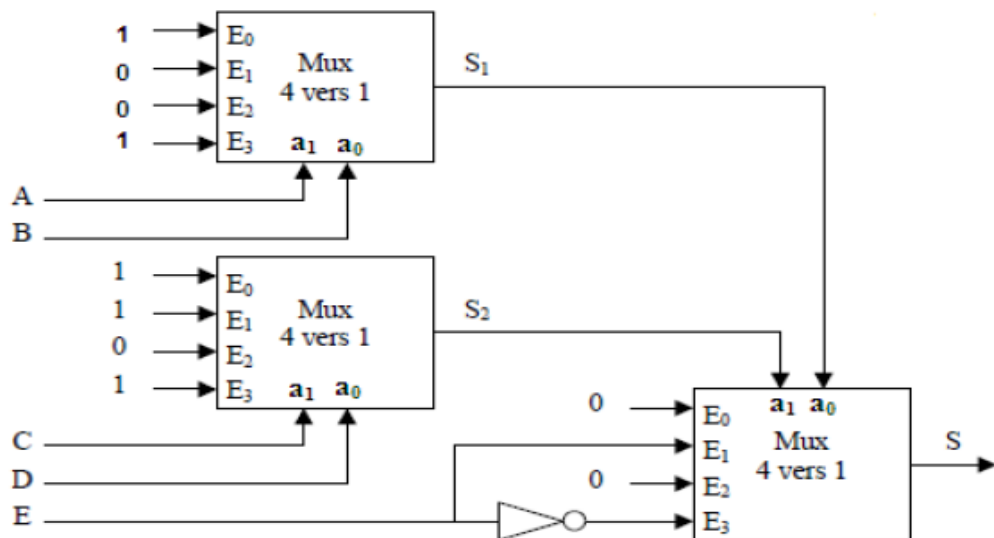 1 E₀
0 E₁
0 E₂
1 E₃
Mux
4 vers 1
a₁ a₀
S₁
A
B
1 E₀
1 E₁
0 E₂
1 E₃
Mux
4 vers 1
a₁ a₀
S₂
C
D
E
0 E₀
E₁
0 E₂
E₃
a₁ a₀
Mux
4 vers 1
S